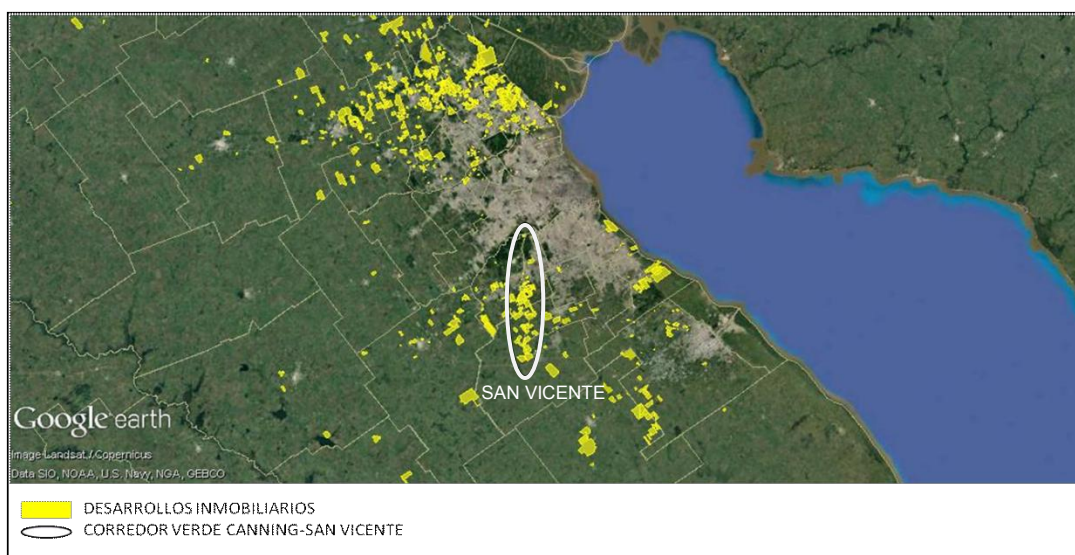 SAN VICENTE
Google earth
Image Landsat / Copernicus
Data SIO, NOAA, U.S. Navy, NGA, GEBCO
DESARROLLOS INMOBILIARIOS
CORREDOR VERDE CANNING-SAN VICENTE